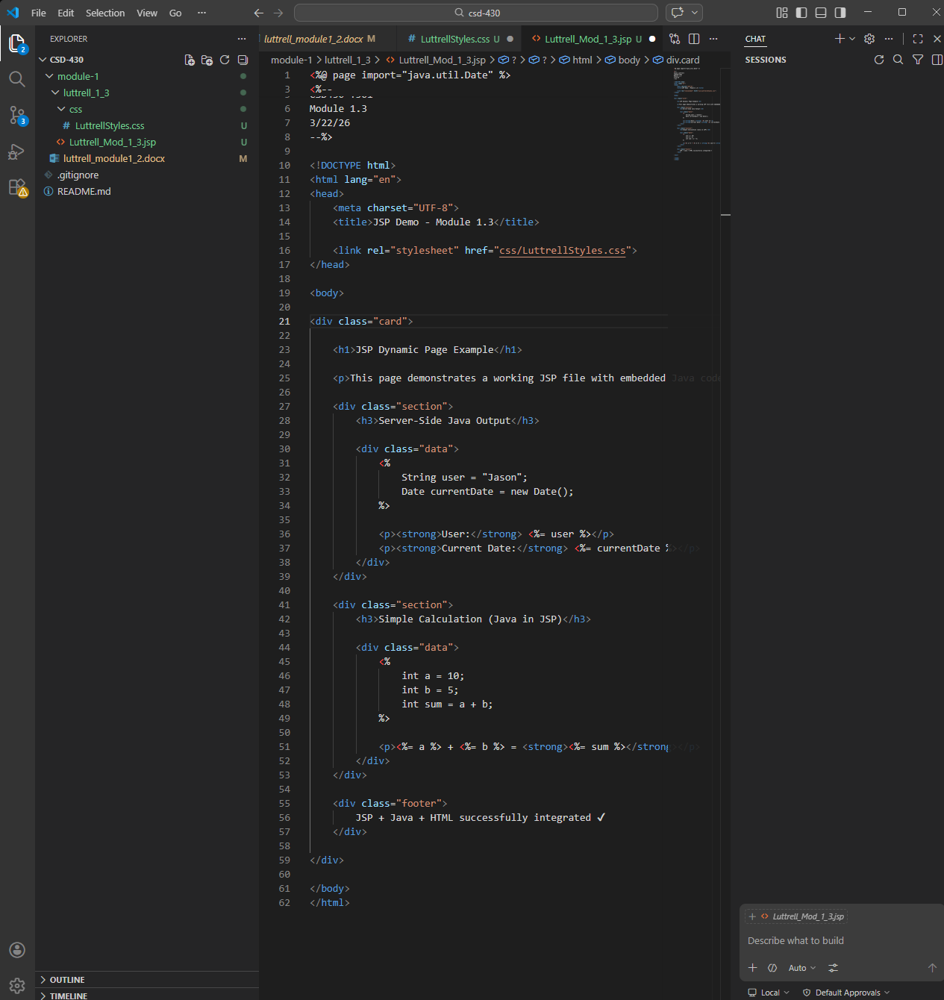 File Edit Selection View Go ··· csd-430
EXPLORER ···
CSD-430
module-1
luttrell_1_3
css
# LuttrellStyles.css U
Luttrell_Mod_1_3.jsp U
luttrell_module1_2.docx M
.gitignore
README.md
OUTLINE
TIMELINE
2
3
luttrell_module1_2.docx M # LuttrellStyles.css U Luttrell_Mod_1_3.jsp U ···
module-1 > luttrell_1_3 > Luttrell_Mod_1_3.jsp > ? > ? > html > body > div.card
1 <%@ page import="java.util.Date" %>
3 <%--
6 Module 1.3
7 3/22/26
8 --%>
9
10 <!DOCTYPE html>
11 <html lang="en">
12 <head>
13 <meta charset="UTF-8">
14 <title>JSP Demo - Module 1.3</title>
15
16 <link rel="stylesheet" href="css/LuttrellStyles.css">
17 </head>
18
19 <body>
20
21 <div class="card">
22
23 <h1>JSP Dynamic Page Example</h1>
24
25 <p>This page demonstrates a working JSP file with embedded Java code
26
27 <div class="section">
28 <h3>Server-Side Java Output</h3>
29
30 <div class="data">
31 <%
32 String user = "Jason";
33 Date currentDate = new Date();
34 %>
35
36 <p><strong>User:</strong> <%= user %></p>
37 <p><strong>Current Date:</strong> <%= currentDate %></p>
38 </div>
39 </div>
40
41 <div class="section">
42 <h3>Simple Calculation (Java in JSP)</h3>
43
44 <div class="data">
45 <%
46 int a = 10;
47 int b = 5;
48 int sum = a + b;
49 %>
50
51 <p><%= a %> + <%= b %> = <strong><%= sum %></strong></p>
52 </div>
53 </div>
54
55 <div class="footer">
56 JSP + Java + HTML successfully integrated ✔
57 </div>
58
59 </div>
60
61 </body>
62 </html>
CHAT
SESSIONS
Luttrell_Mod_1_3.jsp
Describe what to build
Auto
Local Default Approvals